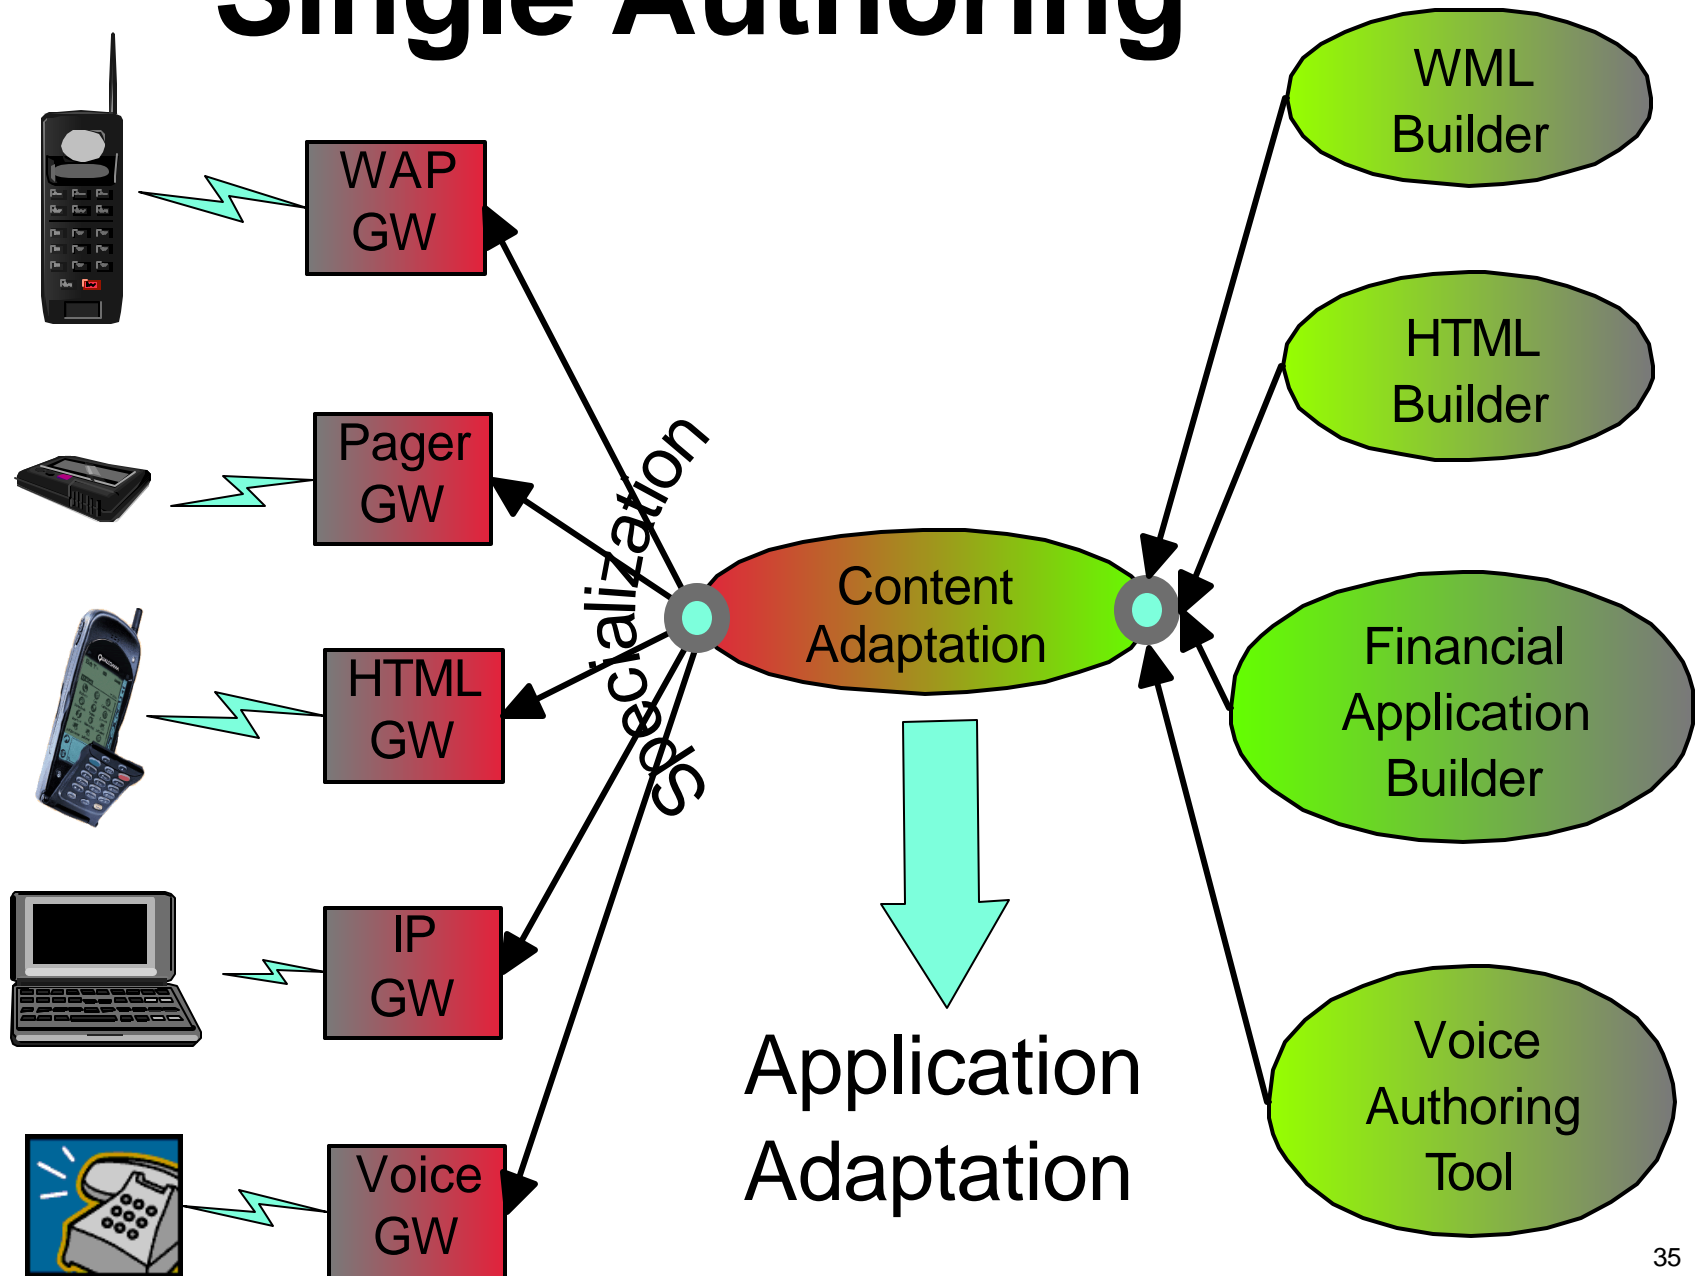 Single Authoring
WML
Builder
WAP
GW
HTML
Builder
Pager
GW
Specialization
Content
Adaptation
Financial
Application
Builder
HTML
GW
IP
GW
Application
Adaptation
Voice
Authoring
Tool
Voice
GW
35